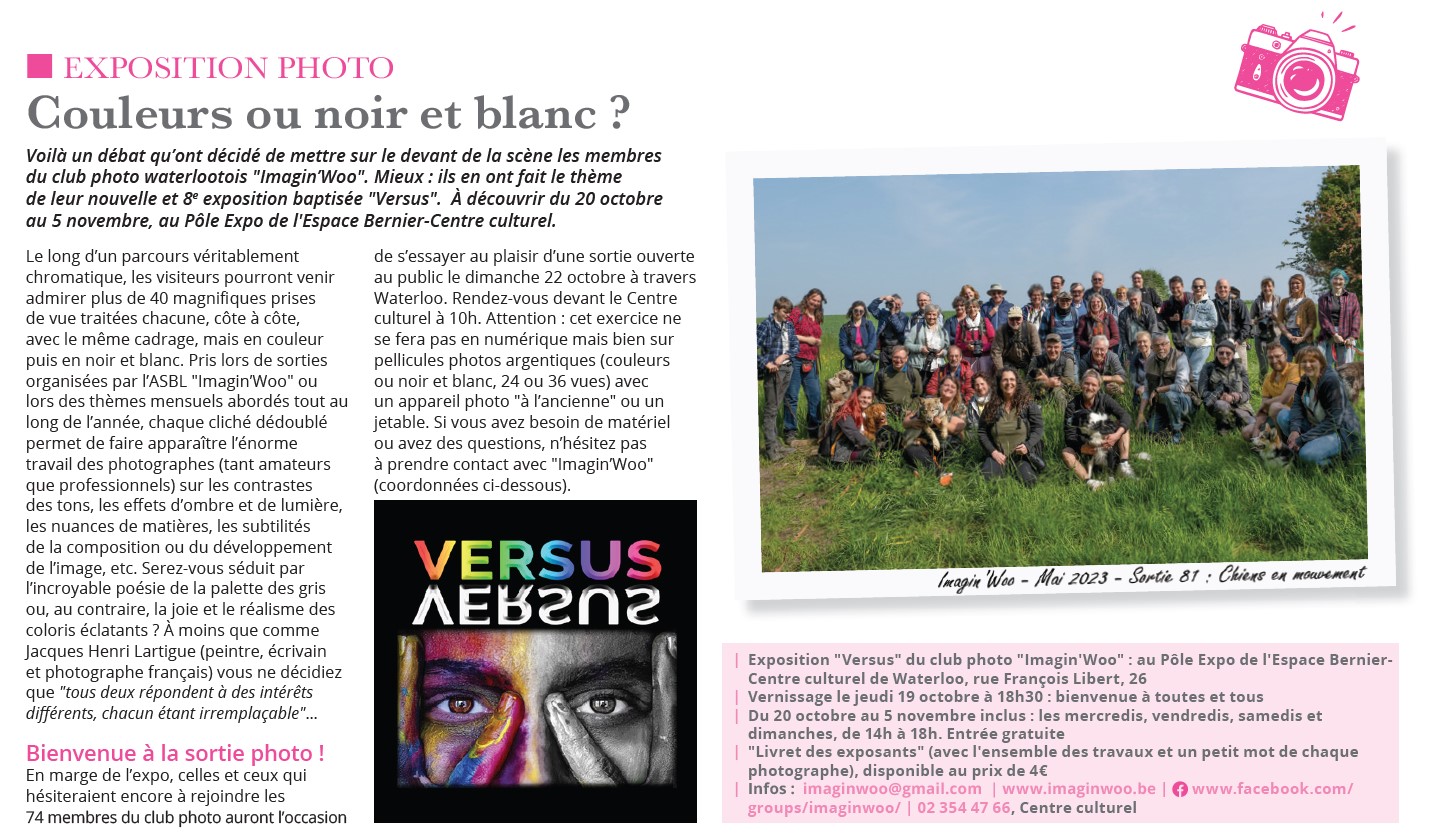 EXPOSITION PHOTO
Couleurs ou noir et blanc ?
Voilà un débat qu’ont décidé de mettre sur le devant de la scène les membres
du club photo waterlootois "Imagin’Woo". Mieux : ils en ont fait le thème
de leur nouvelle et 8e exposition baptisée "Versus".  À découvrir du 20 octobre
au 5 novembre, au Pôle Expo de l'Espace Bernier-Centre culturel.
Le long d’un parcours véritablement
chromatique, les visiteurs pourront venir
admirer plus de 40 magnifiques prises
de vue traitées chacune, côte à côte,
avec le même cadrage, mais en couleur
puis en noir et blanc. Pris lors de sorties
organisées par l’ASBL "Imagin’Woo" ou
lors des thèmes mensuels abordés tout au
long de l’année, chaque cliché dédoublé
permet de faire apparaître l’énorme
travail des photographes (tant amateurs
que professionnels) sur les contrastes
des tons, les effets d’ombre et de lumière,
les nuances de matières, les subtilités
de la composition ou du développement
de l’image, etc. Serez-vous séduit par
l’incroyable poésie de la palette des gris
ou, au contraire, la joie et le réalisme des
coloris éclatants ? À moins que comme
Jacques Henri Lartigue (peintre, écrivain
et photographe français) vous ne décidiez
que "tous deux répondent à des intérêts
différents, chacun étant irremplaçable"...
Bienvenue à la sortie photo !
En marge de l’expo, celles et ceux qui
hésiteraient encore à rejoindre les
74 membres du club photo auront l’occasion
de s’essayer au plaisir d’une sortie ouverte
au public le dimanche 22 octobre à travers
Waterloo. Rendez-vous devant le Centre
culturel à 10h. Attention : cet exercice ne
se fera pas en numérique mais bien sur
pellicules photos argentiques (couleurs
ou noir et blanc, 24 ou 36 vues) avec
un appareil photo "à l’ancienne" ou un
jetable. Si vous avez besoin de matériel
ou avez des questions, n’hésitez pas
à prendre contact avec "Imagin’Woo"
(coordonnées ci-dessous).
VERSUS
VERSUS
Imagin'Woo - Mai 2023 - Sortie 81 : Chiens en mouvement
| Exposition "Versus" du club photo "Imagin'Woo" : au Pôle Expo de l'Espace Bernier-
Centre culturel de Waterloo, rue François Libert, 26
| Vernissage le jeudi 19 octobre à 18h30 : bienvenue à toutes et tous
| Du 20 octobre au 5 novembre inclus : les mercredis, vendredis, samedis et
dimanches, de 14h à 18h. Entrée gratuite
| "Livret des exposants" (avec l'ensemble des travaux et un petit mot de chaque
photographe), disponible au prix de 4€
| Infos : imaginwoo@gmail.com | www.imaginwoo.be | www.facebook.com/
groups/imaginwoo/ | 02 354 47 66, Centre culturel